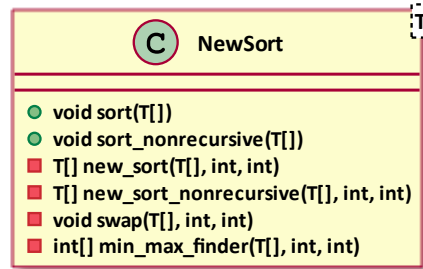 T
C NewSort
void sort(T[])
void sort_nonrecursive(T[])
T[] new_sort(T[], int, int)
T[] new_sort_nonrecursive(T[], int, int)
void swap(T[], int, int)
int[] min_max_finder(T[], int, int)